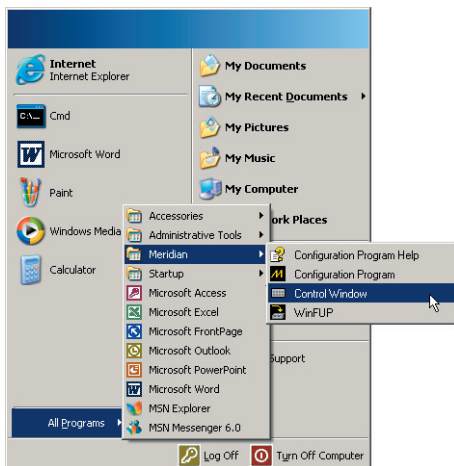 Internet
Internet Explorer
C:\_ Cmd
Microsoft Word
Paint
Windows Media
Calculator
All Programs
My Documents
My Recent Documents
My Pictures
My Music
My Computer
ork Places
Support
Accessories
Administrative Tools
Meridian
Startup
Microsoft Access
Microsoft Excel
Microsoft FrontPage
Microsoft Outlook
Microsoft PowerPoint
Microsoft Word
MSN Explorer
MSN Messenger 6.0
Configuration Program Help
Configuration Program
Control Window
WinFUP
Log Off
Turn Off Computer